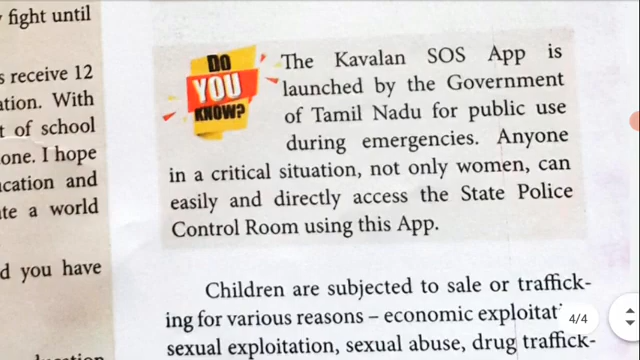 fight until
s receive 12
ation. With
t of school
one. I hope
ucation and
ate a world
d you have
DO
YOU
KNOW?
The Kavalan SOS App is
launched by the Government
of Tamil Nadu for public use
during emergencies. Anyone
in a critical situation, not only women, can
easily and directly access the State Police
Control Room using this App.
Children are subjected to sale or traffick-
ing for various reasons – economic exploitat
sexual exploitation, sexual abuse, drug traffick-
4/4